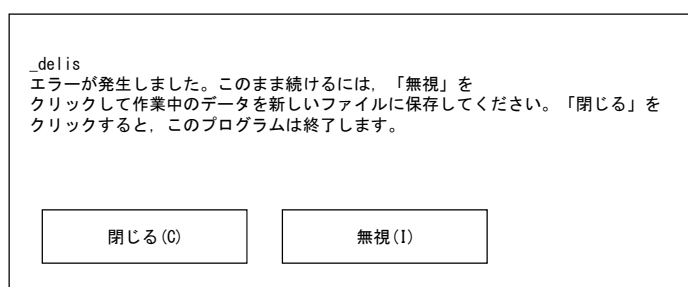 _delis
エラーが発生しました。このまま続けるには,「無視」を
クリックして作業中のデータを新しいファイルに保存してください。「閉じる」を
クリックすると,このプログラムは終了します。
閉じる(C)
無視(I)